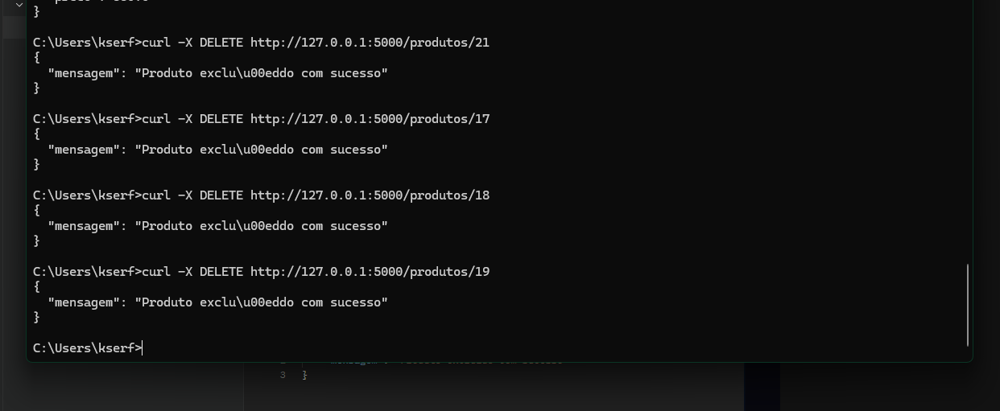 }
C:\Users\kserf>curl -X DELETE http://127.0.0.1:5000/produtos/21
{
  "mensagem": "Produto exclu\u00eddo com sucesso"
}
C:\Users\kserf>curl -X DELETE http://127.0.0.1:5000/produtos/17
{
  "mensagem": "Produto exclu\u00eddo com sucesso"
}
C:\Users\kserf>curl -X DELETE http://127.0.0.1:5000/produtos/18
{
  "mensagem": "Produto exclu\u00eddo com sucesso"
}
C:\Users\kserf>curl -X DELETE http://127.0.0.1:5000/produtos/19
{
  "mensagem": "Produto exclu\u00eddo com sucesso"
}
C:\Users\kserf>
3 }